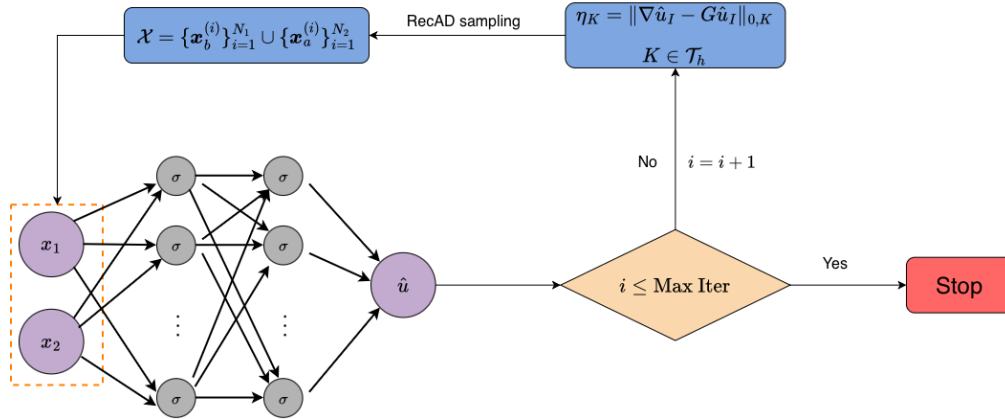 RecAD sampling
𝒳 = {𝒙_b^{(i)}}_{i=1}^{N_1} ∪ {𝒙_a^{(i)}}_{i=1}^{N_2}
η_K = ‖∇û_I − Gû_I‖_{0,K}
K ∈ 𝒯_h
No
i = i + 1
x_1
x_2
σ
σ
σ
σ
σ
σ
⋮
⋮
û
i ≤ Max Iter
Yes
Stop